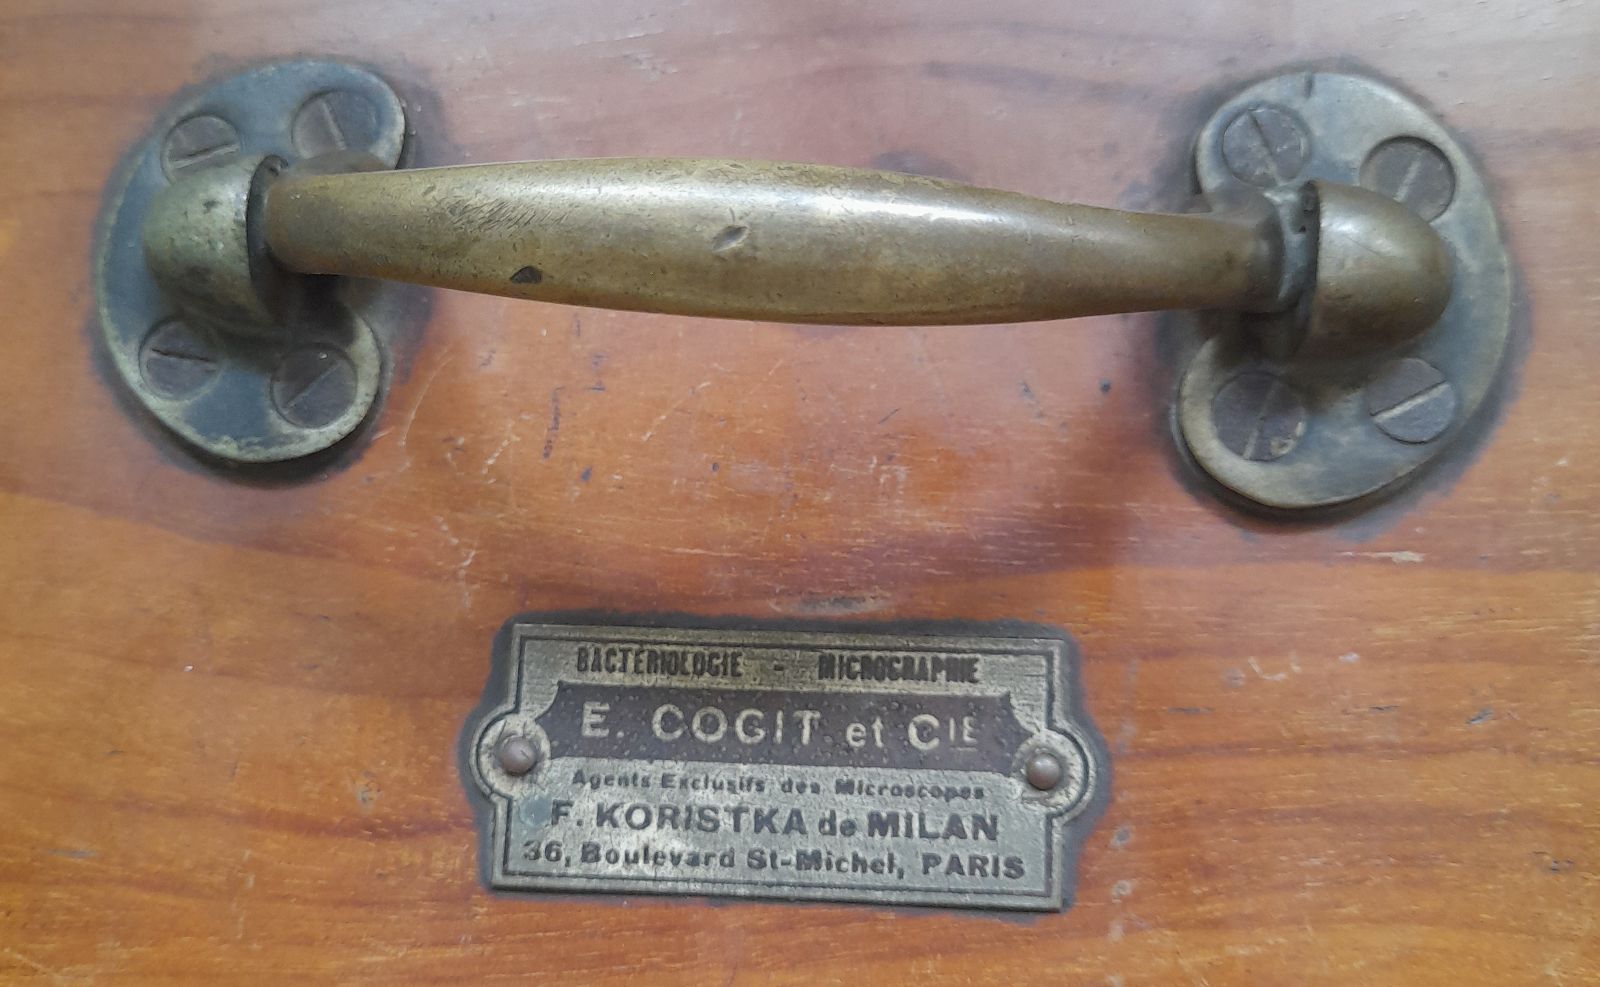 BACTÉRIOLOGIE - MICROGRAPHIE
E. COGIT et CIE
Agents Exclusifs des Microscopes
F. KORISTKA de MILAN
36, Boulevard St-Michel, PARIS